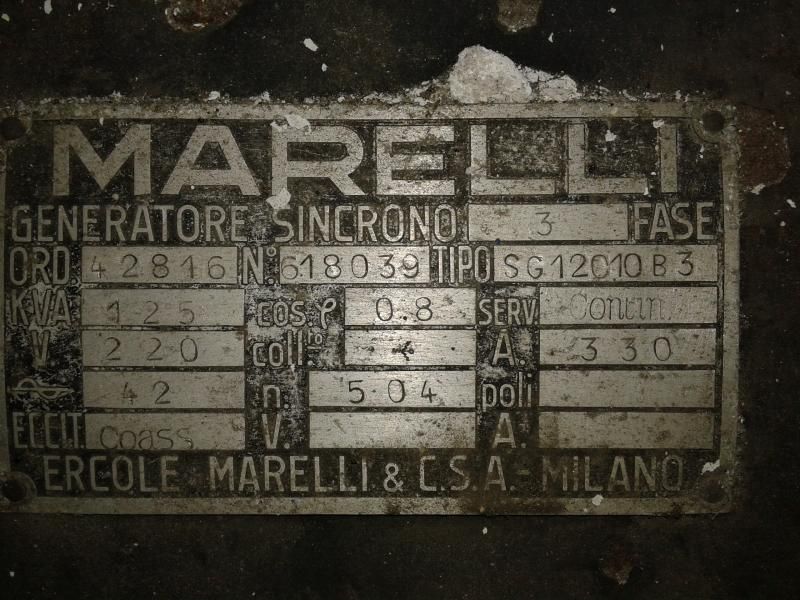 MARELLI
GENERATORE SINCRONO 3 FASE
ORD. 42816 N.° 618039 TIPO SG12010B3
KVA 125 cos.φ 0.8 SERV. Contin.
V 220 coll.ro A 330
42 n. 504 poli
ECCIT. Coass V. A.
ERCOLE MARELLI & C.S.A.-MILANO